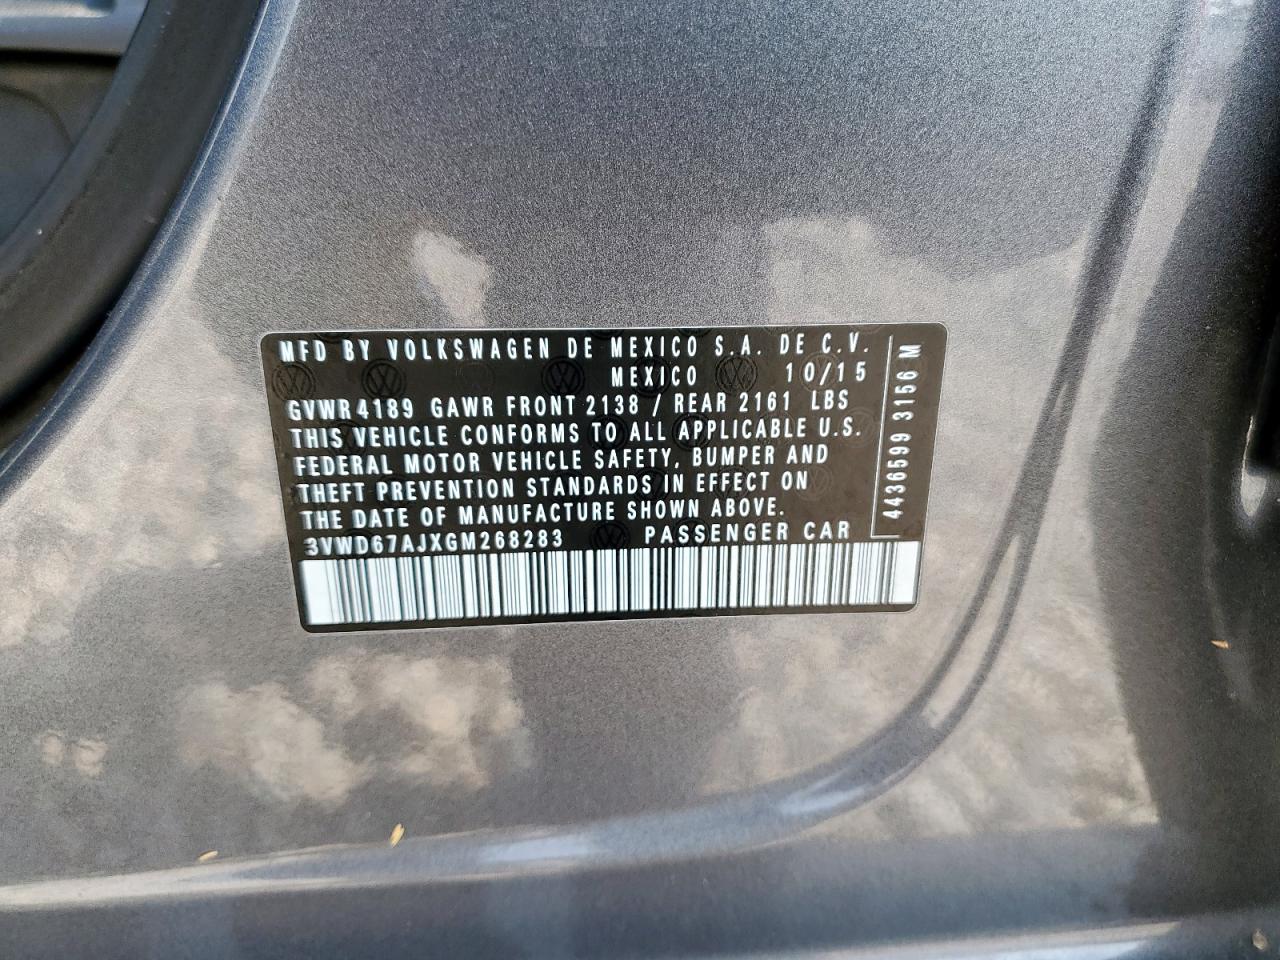 MFD BY VOLKSWAGEN DE MEXICO S.A. DE C.V.
MEXICO 10/15
GVWR 4189 GAWR FRONT 2138 / REAR 2161 LBS
THIS VEHICLE CONFORMS TO ALL APPLICABLE U.S.
FEDERAL MOTOR VEHICLE SAFETY, BUMPER AND
THEFT PREVENTION STANDARDS IN EFFECT ON
THE DATE OF MANUFACTURE SHOWN ABOVE.
3VWD67AJXGM268283 PASSENGER CAR
4436599 3156 M